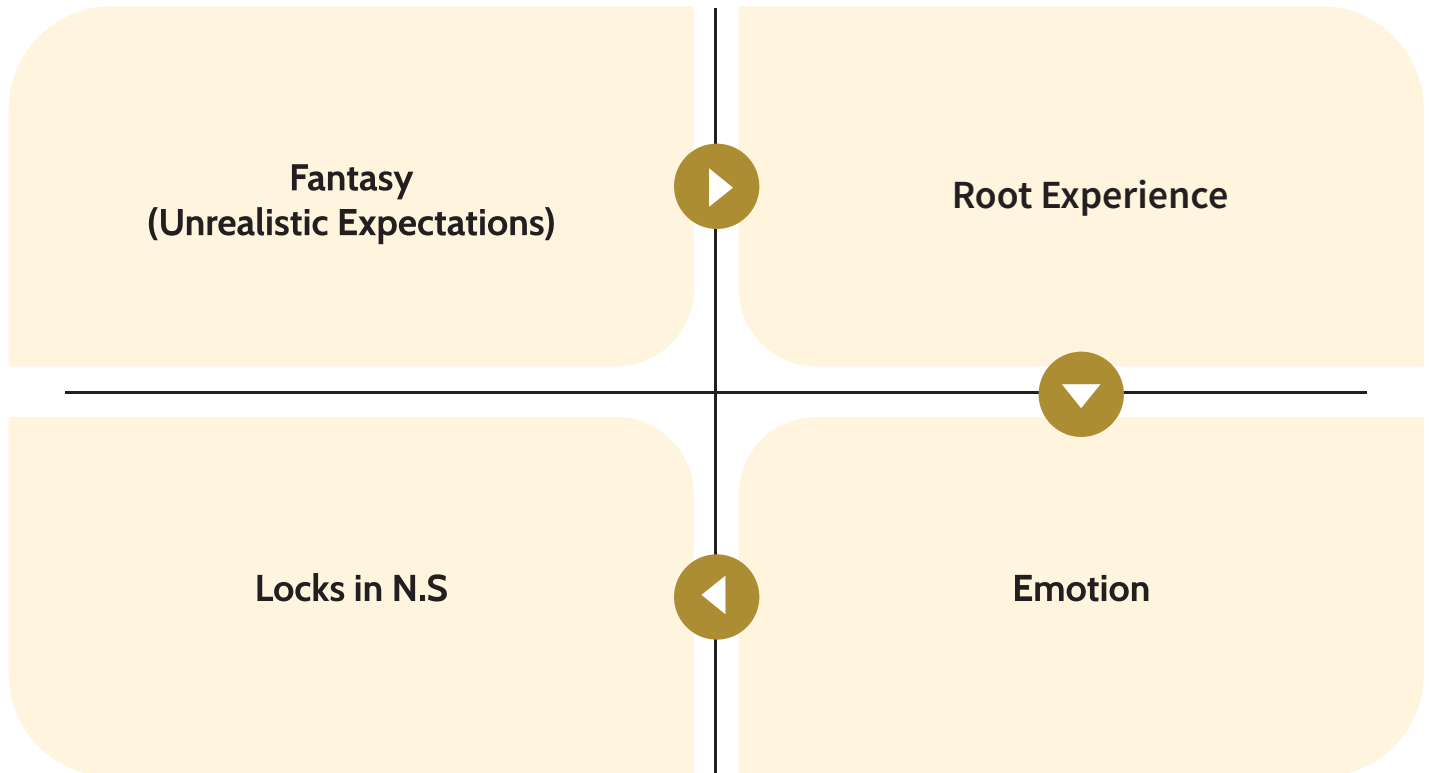 Fantasy
(Unrealistic Expectations)
Root Experience
Locks in N.S
Emotion